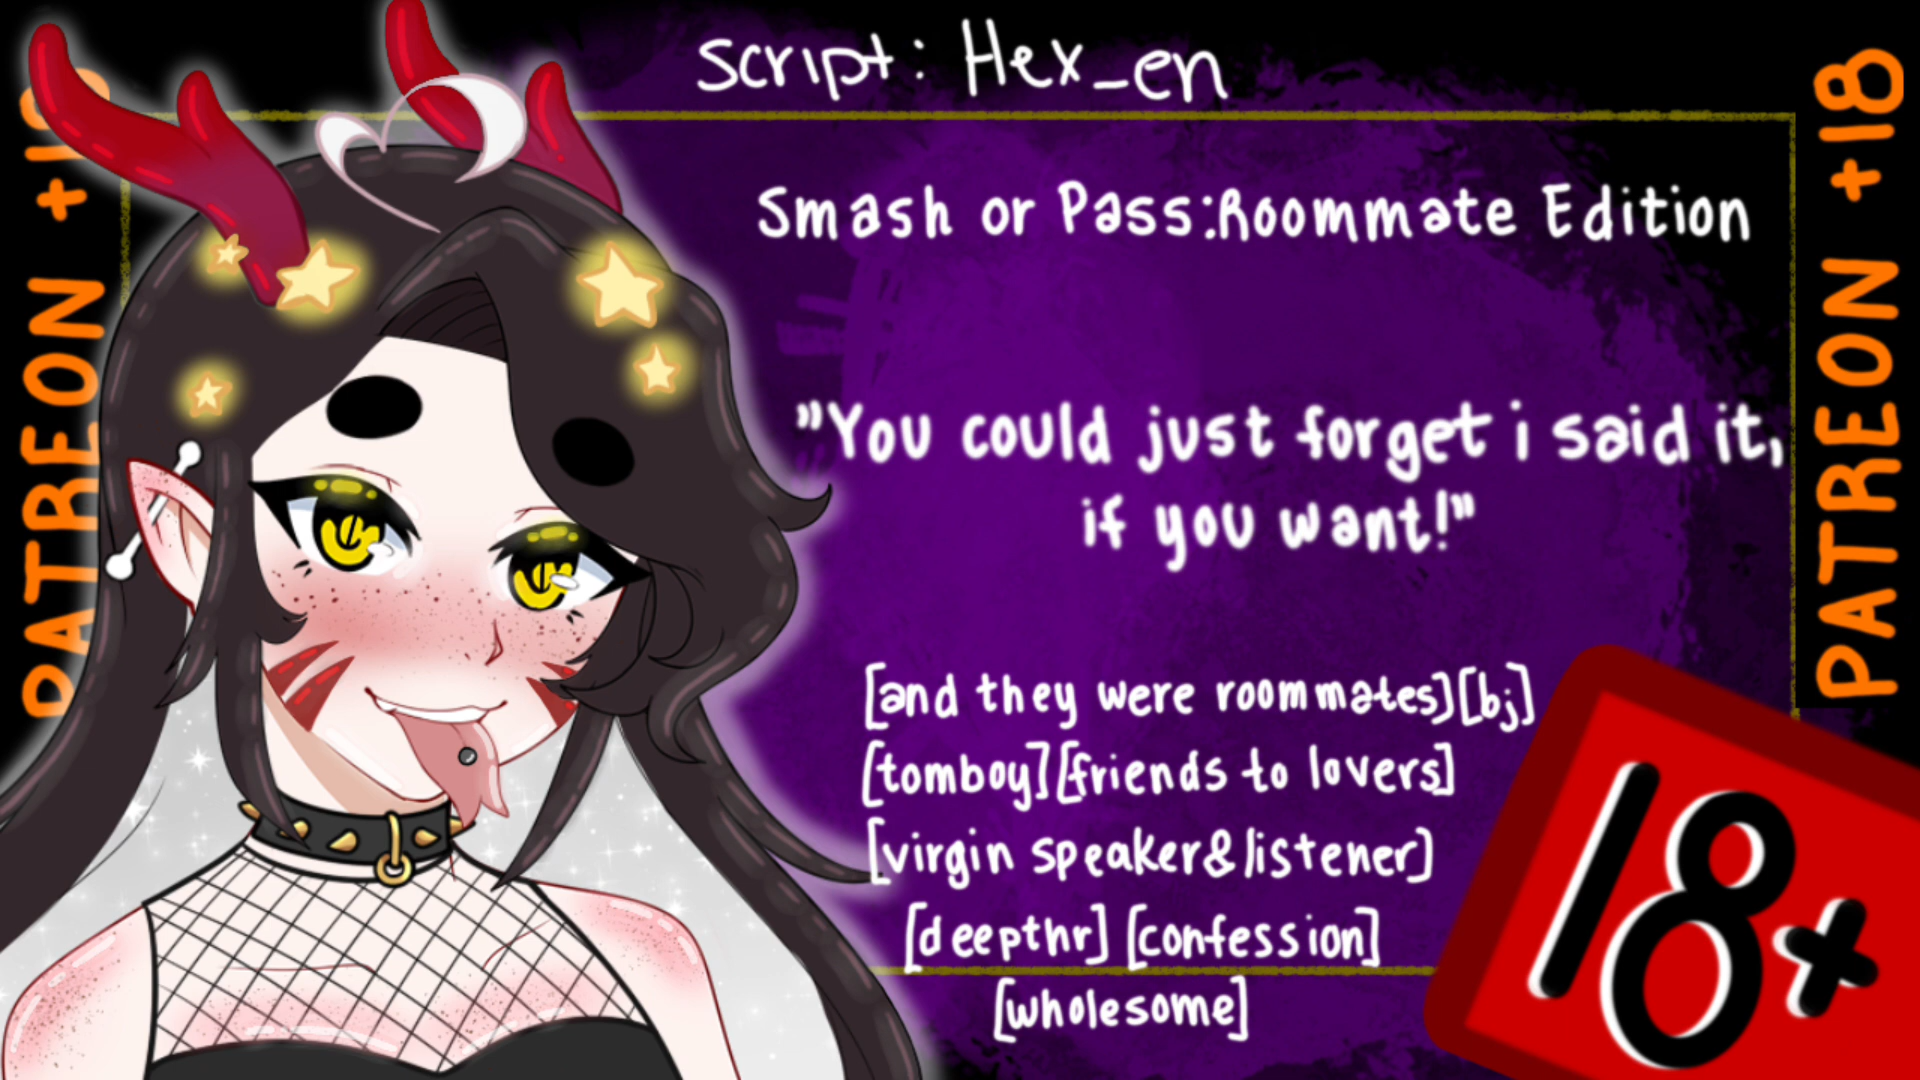 script: Hex_en
Smash or Pass:Roommate Edition
"You could just forget i said it,
if you want!"
[and they were roommates][bj]
[tomboy][friends to lovers]
[virgin speaker&listener]
[deepthr] [confession]
[wholesome]
PATREON +18
PATREON +18
18+